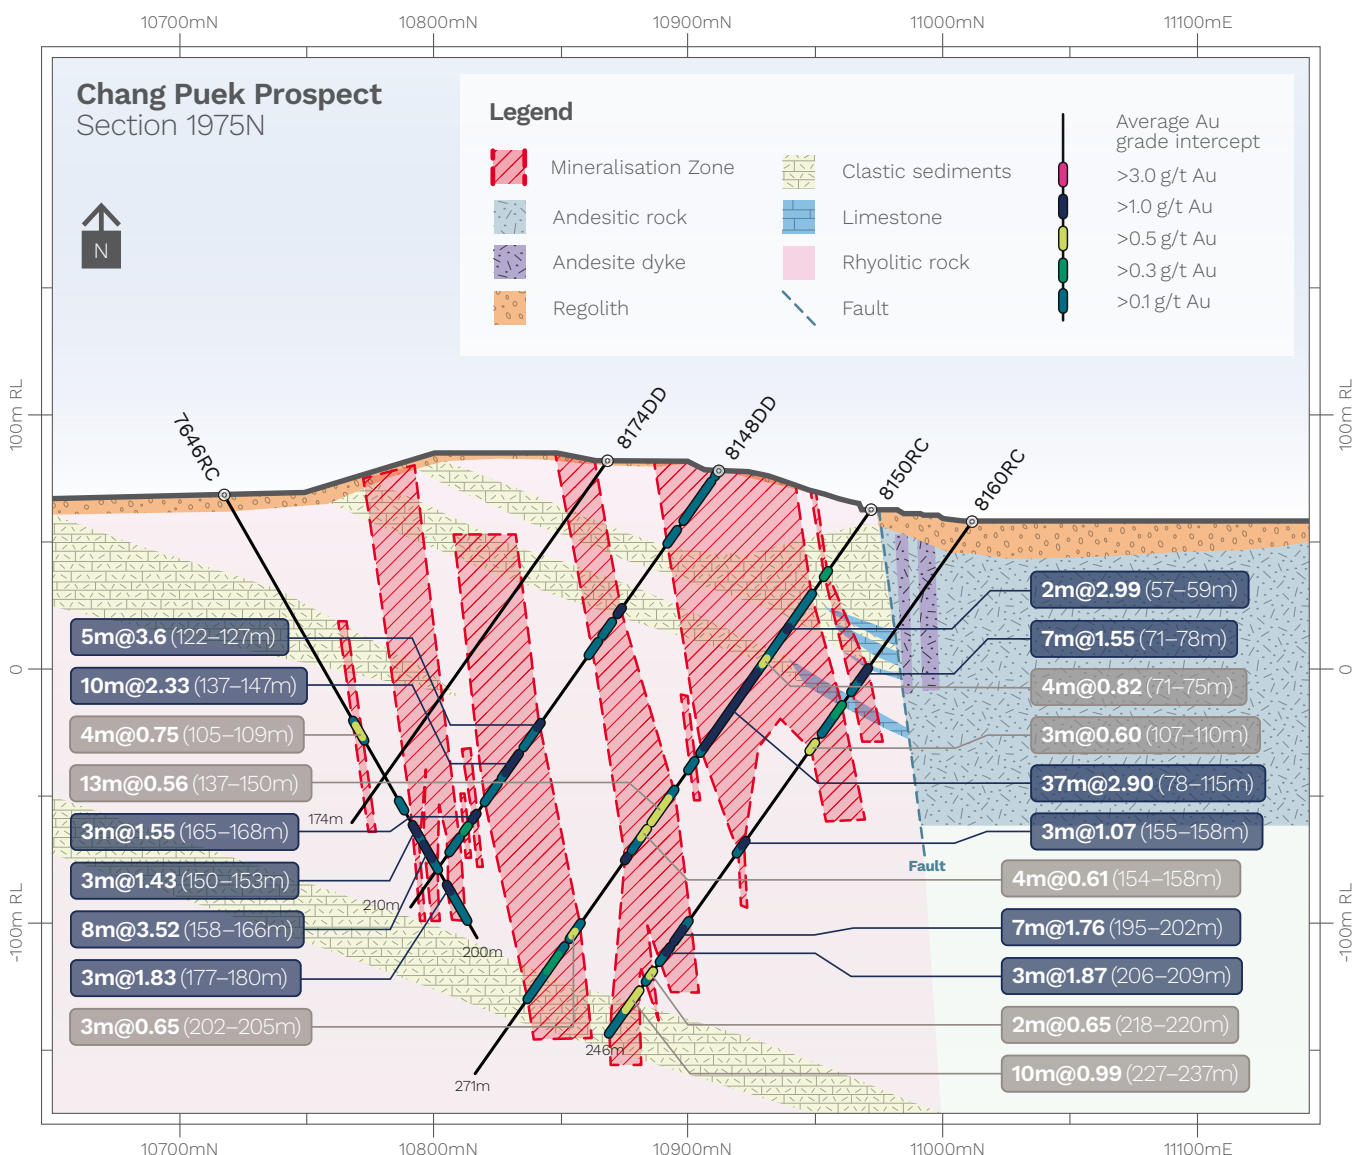 10700mN
10800mN
10900mN
11000mN
11100mE
Chang Puek Prospect
Section 1975N
N
Legend
Mineralisation Zone
Andesitic rock
Andesite dyke
Regolith
Clastic sediments
Limestone
Rhyolitic rock
Fault
Average Au
grade intercept
>3.0 g/t Au
>1.0 g/t Au
>0.5 g/t Au
>0.3 g/t Au
>0.1 g/t Au
100m RL
0
-100m RL
100m RL
0
-100m RL
7646RC
8174DD
8148DD
8150RC
8160RC
5m@3.6 (122–127m)
10m@2.33 (137–147m)
4m@0.75 (105–109m)
13m@0.56 (137–150m)
3m@1.55 (165–168m)
3m@1.43 (150–153m)
8m@3.52 (158–166m)
3m@1.83 (177–180m)
3m@0.65 (202–205m)
2m@2.99 (57–59m)
7m@1.55 (71–78m)
4m@0.82 (71–75m)
3m@0.60 (107–110m)
37m@2.90 (78–115m)
3m@1.07 (155–158m)
4m@0.61 (154–158m)
7m@1.76 (195–202m)
3m@1.87 (206–209m)
2m@0.65 (218–220m)
10m@0.99 (227–237m)
174m
210m
200m
246m
271m
Fault
10700mN
10800mN
10900mN
11000mN
11100mE